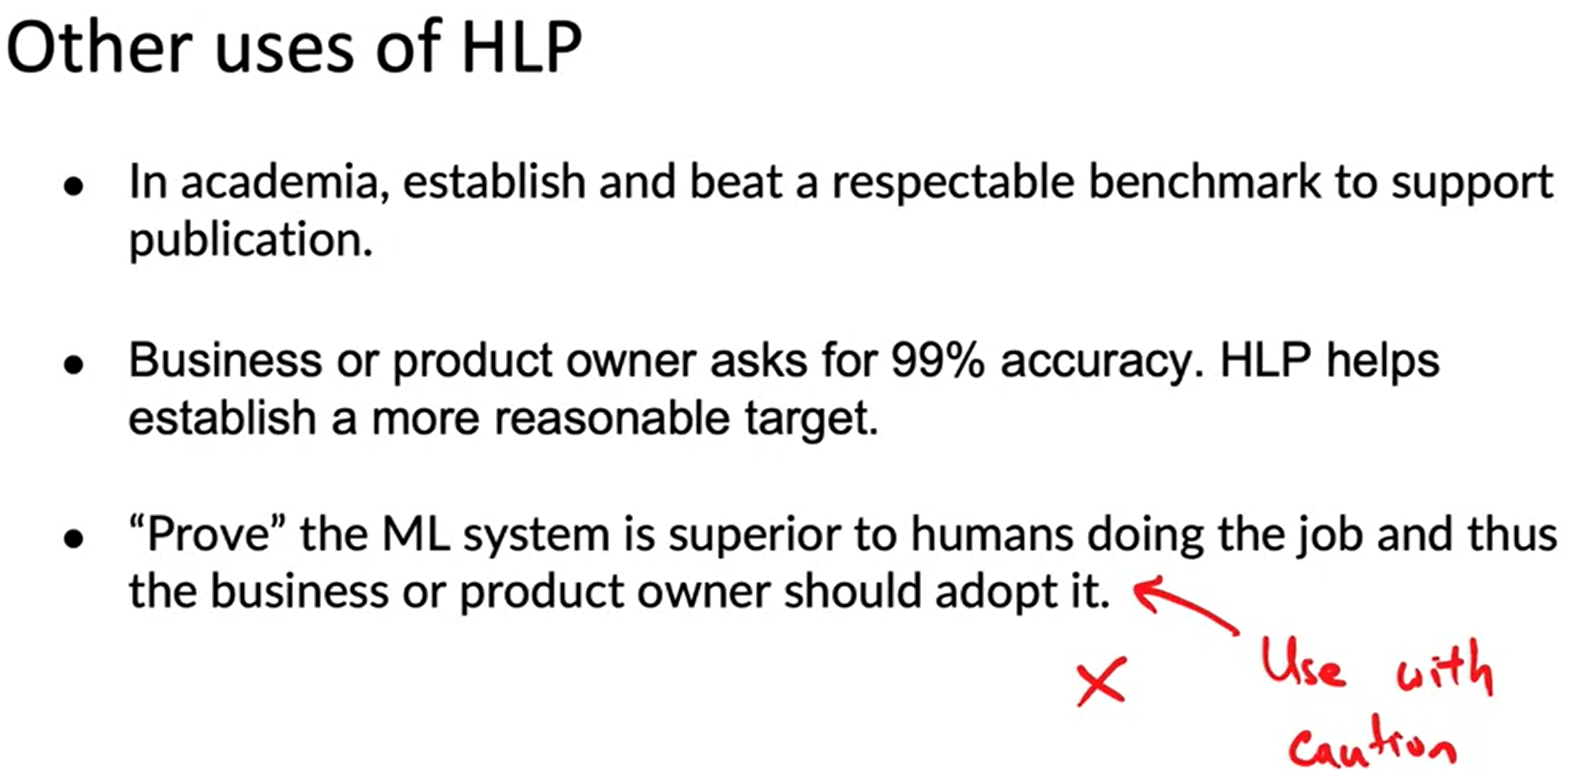 Other uses of HLP
• In academia, establish and beat a respectable benchmark to support
publication.
• Business or product owner asks for 99% accuracy. HLP helps
establish a more reasonable target.
• “Prove” the ML system is superior to humans doing the job and thus
the business or product owner should adopt it.
X
Use with
caution